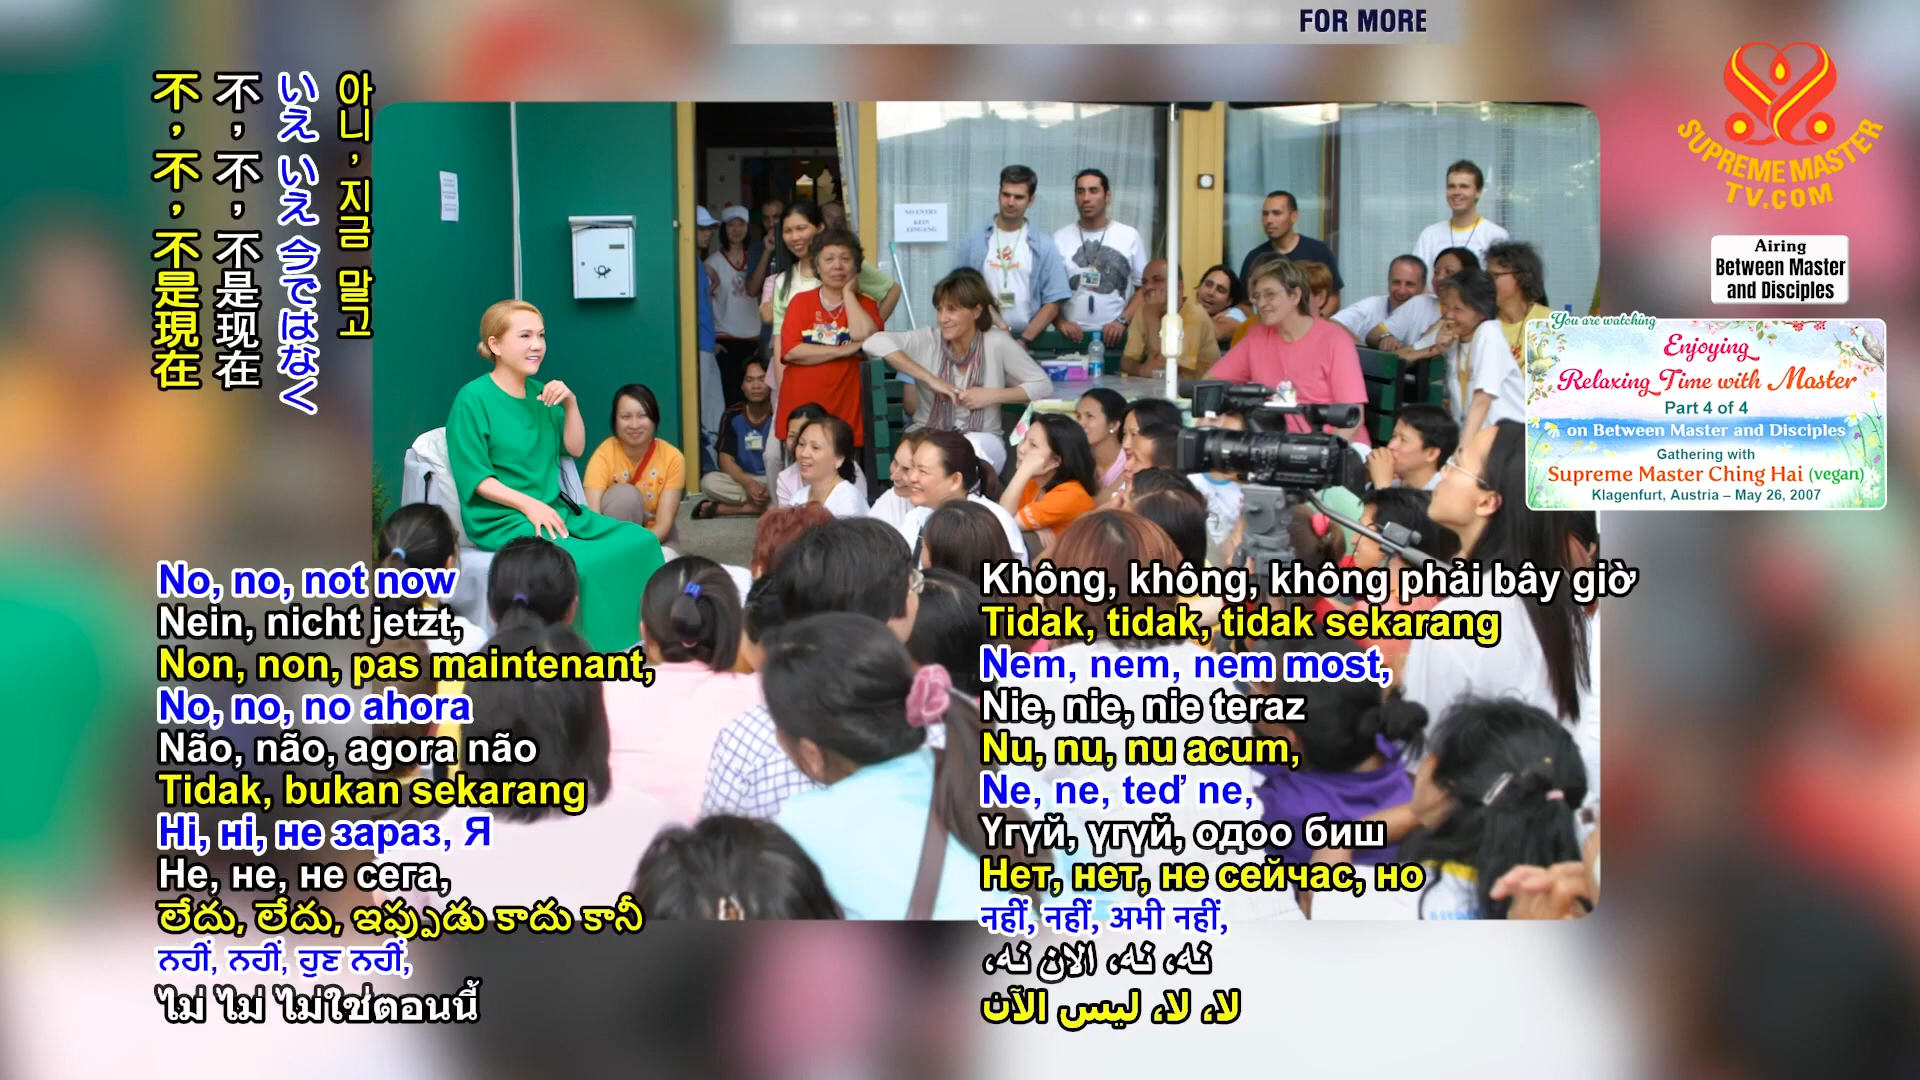 FOR MORE
不，不，不是現在
不，不，不是现在
いえ いえ 今ではなく
아니, 지금 말고
SUPREME MASTER
TV.COM
Airing
Between Master
and Disciples
You are watching
Enjoying
Relaxing Time with Master
Part 4 of 4
on Between Master and Disciples
Gathering with
Supreme Master Ching Hai (vegan)
Klagenfurt, Austria – May 26, 2007
NO ENTRY
KEIN
EINGANG
No, no, not now
Nein, nicht jetzt,
Non, non, pas maintenant,
No, no, no ahora
Não, não, agora não
Tidak, bukan sekarang
Ні, ні, не зараз, Я
Не, не, не сега,
లేదు, లేదు, ఇప్పుడు కాదు కానీ
ਨਹੀਂ, ਨਹੀਂ, ਹੁਣ ਨਹੀਂ,
ไม่ ไม่ ไม่ใช่ตอนนี้
Không, không, không phải bây giờ
Tidak, tidak, tidak sekarang
Nem, nem, nem most,
Nie, nie, nie teraz
Nu, nu, nu acum,
Ne, ne, teď ne,
Үгүй, үгүй, одоо биш
Нет, нет, не сейчас, но
नहीं, नहीं, अभी नहीं,
نه، نه، الان نه،
لا، لا، ليس الآن